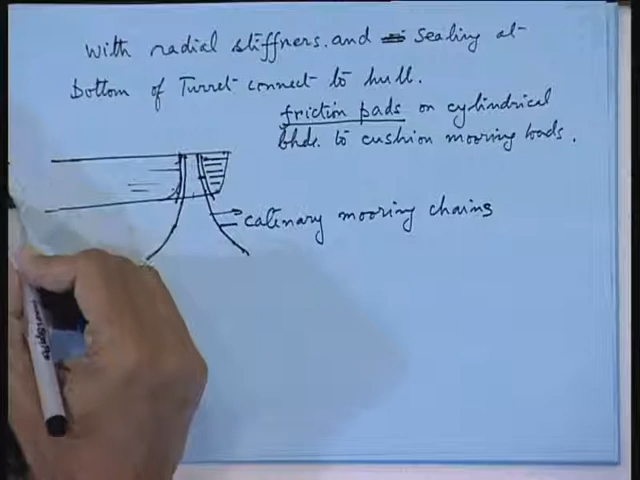 with radial stiffners. and sealing at
bottom of Turret connect to hull.
friction pads on cylindrical
bhds. to cushion mooring loads.
catenary mooring chains